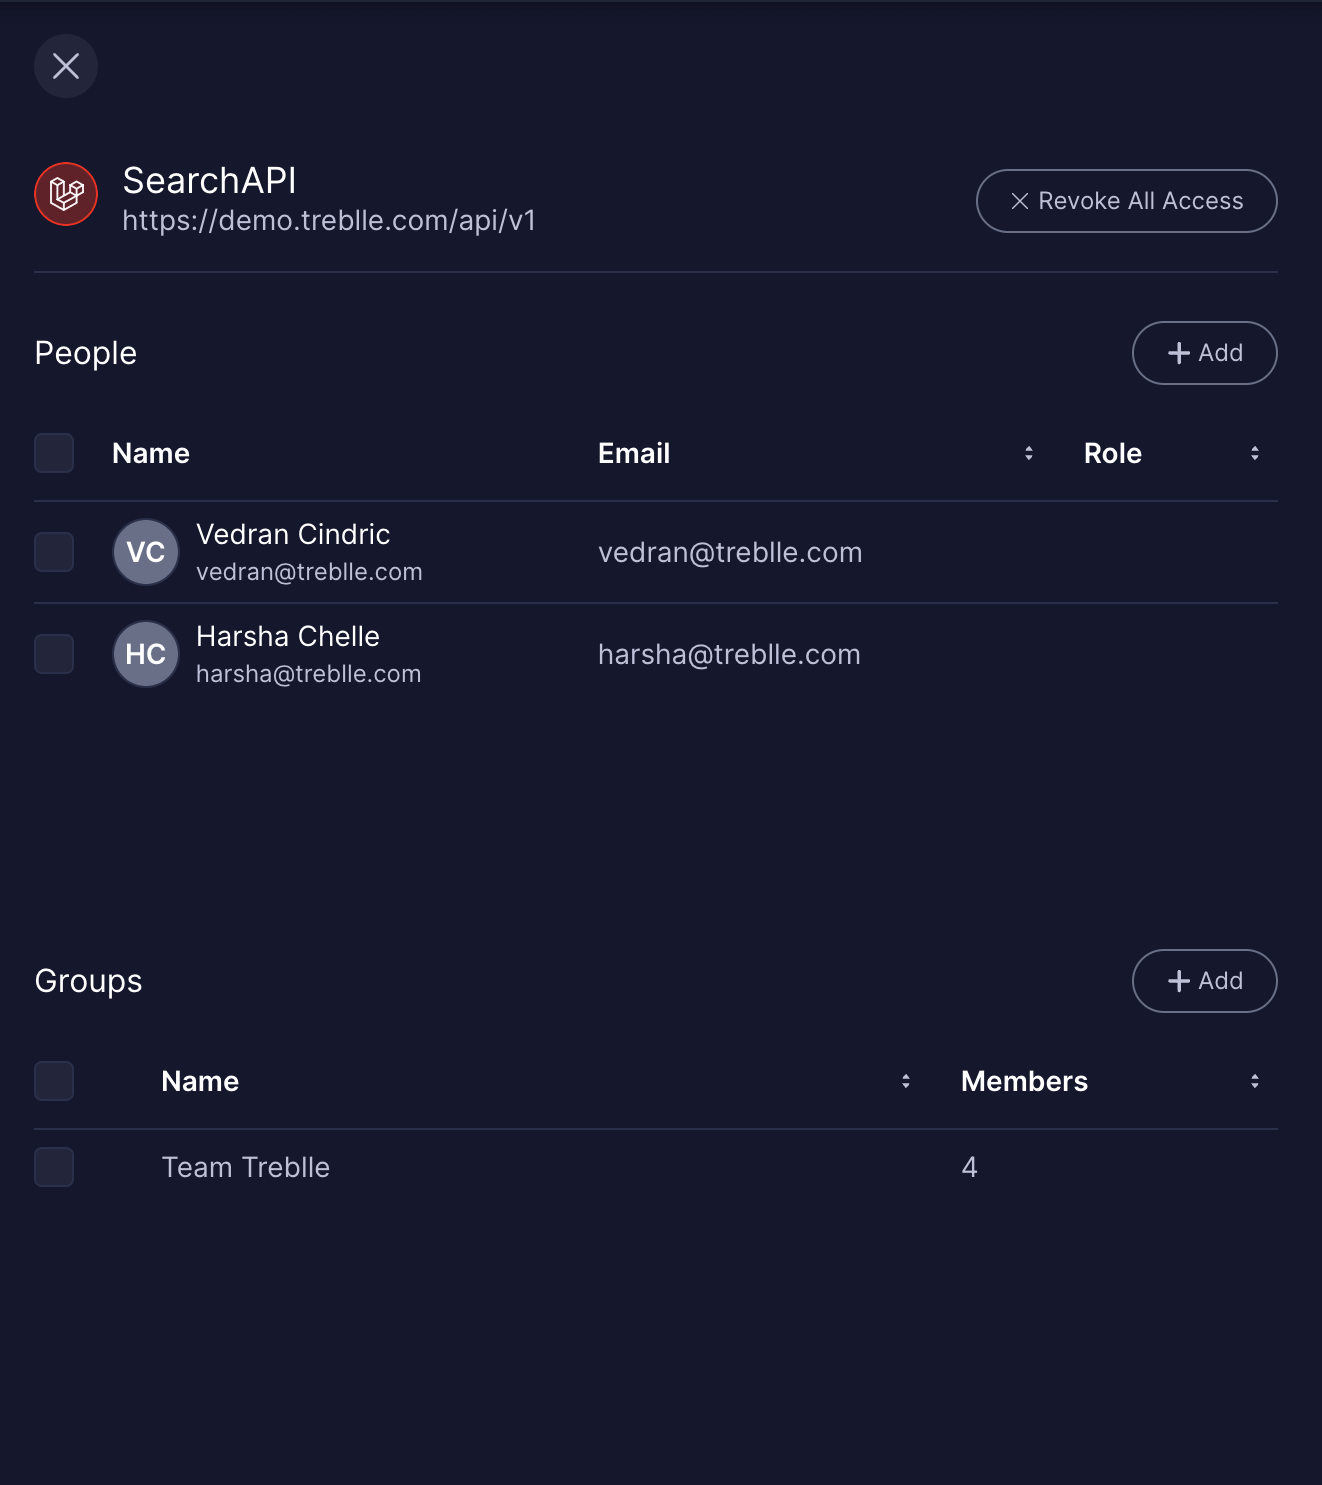 SearchAPI
https://demo.treblle.com/api/v1
Revoke All Access
People
Add
Name Email Role
VC Vedran Cindric
vedran@treblle.com
vedran@treblle.com
HC Harsha Chelle
harsha@treblle.com
harsha@treblle.com
Groups
Add
Name Members
Team Treblle 4